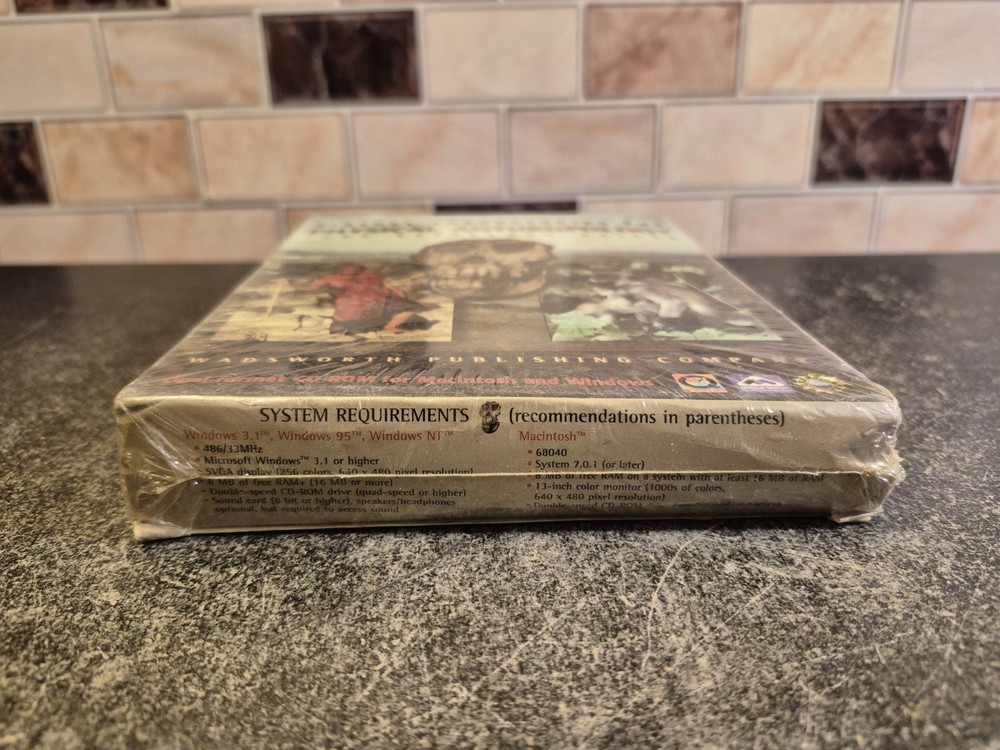 WADSWORTH PUBLISHING COMPA
Dual Format CD-ROM for Macintosh and Windows
SYSTEM REQUIREMENTS (recommendations in parentheses)
Windows 3.1™, Windows 95™, Windows NT™
• 486/33MHz
• Microsoft Windows™ 3.1 or higher
SVGA display (256 colors, 640 x 480 pixel resolution)
• 8 MB of free RAM+ (16 MB or more)
• Double-speed CD-ROM drive (quad-speed or higher)
• Sound card (8 bit or higher), speakers/headphones
optional, but required to access sound
Macintosh™
• 68040
• System 7.0.1 (or later)
• 8 MB of free RAM on a system with at least 16 MB of RAM
• 13-inch color monitor (1000s of colors,
640 x 480 pixel resolution)
• Double-speed CD-ROM